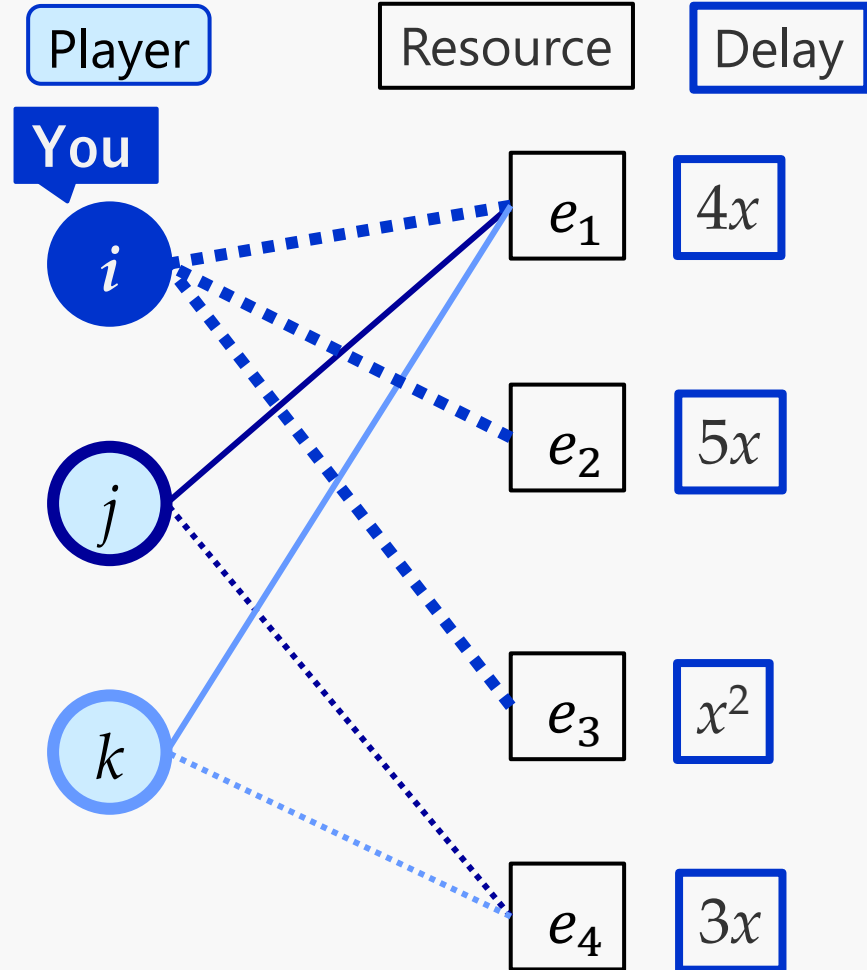 Player Resource Delay
You
i e₁ 4x
e₂ 5x
j
k e₃ x²
e₄ 3x